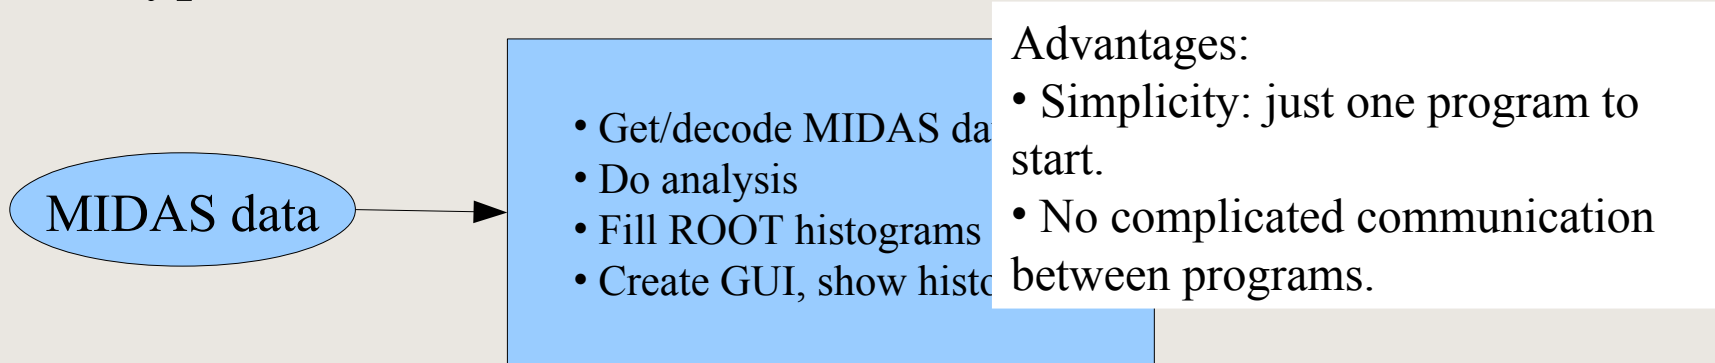 MIDAS data
• Get/decode MIDAS da
• Do analysis
• Fill ROOT histograms
• Create GUI, show histo
Advantages:
• Simplicity: just one program to
start.
• No complicated communication
between programs.